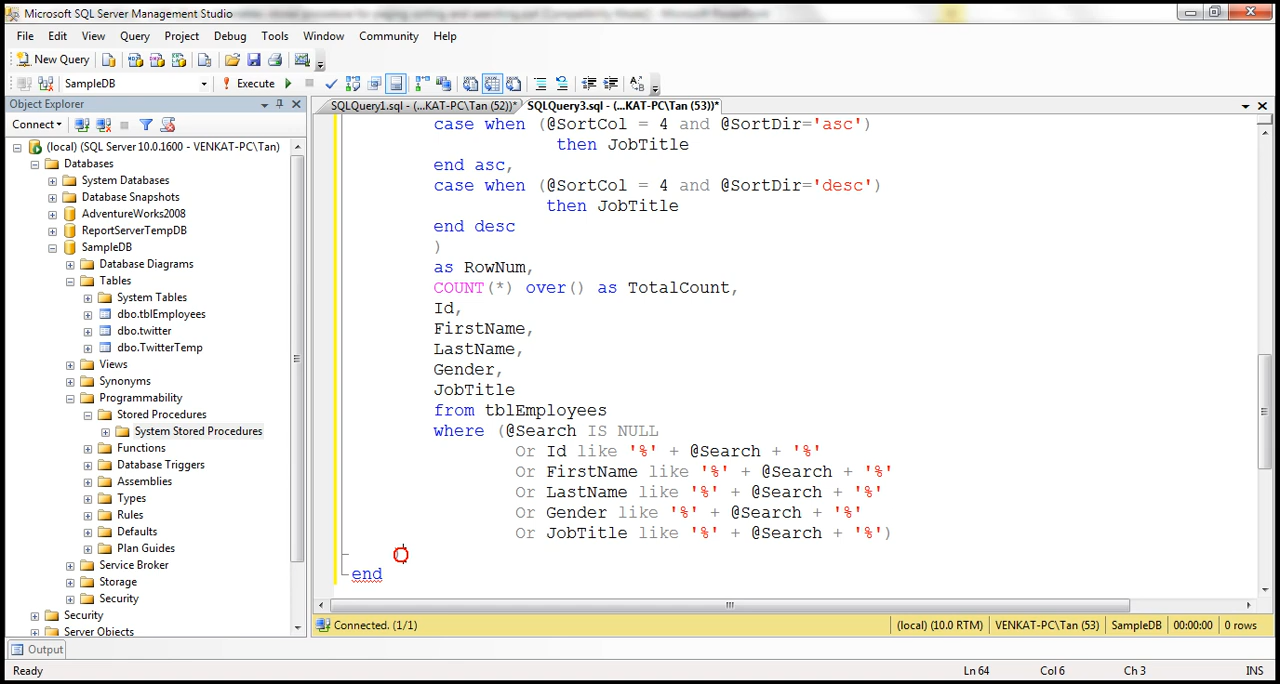 Microsoft SQL Server Management Studio
File Edit View Query Project Debug Tools Window Community Help
New Query
SampleDB Execute
Object Explorer
SQLQuery1.sql - (...KAT-PC\Tan (52))* SQLQuery3.sql - (...KAT-PC\Tan (53))*
Connect
(local) (SQL Server 10.0.1600 - VENKAT-PC\Tan)
Databases
System Databases
Database Snapshots
AdventureWorks2008
ReportServerTempDB
SampleDB
Database Diagrams
Tables
System Tables
dbo.tblEmployees
dbo.twitter
dbo.TwitterTemp
Views
Synonyms
Programmability
Stored Procedures
System Stored Procedures
Functions
Database Triggers
Assemblies
Types
Rules
Defaults
Plan Guides
Service Broker
Storage
Security
Security
Server Objects
case when (@SortCol = 4 and @SortDir='asc')
then JobTitle
end asc,
case when (@SortCol = 4 and @SortDir='desc')
then JobTitle
end desc
)
as RowNum,
COUNT(*) over() as TotalCount,
Id,
FirstName,
LastName,
Gender,
JobTitle
from tblEmployees
where (@Search IS NULL
Or Id like '%' + @Search + '%'
Or FirstName like '%' + @Search + '%'
Or LastName like '%' + @Search + '%'
Or Gender like '%' + @Search + '%'
Or JobTitle like '%' + @Search + '%')
end
Connected. (1/1) (local) (10.0 RTM) VENKAT-PC\Tan (53) SampleDB 00:00:00 0 rows
Output
Ready Ln 64 Col 6 Ch 3 INS